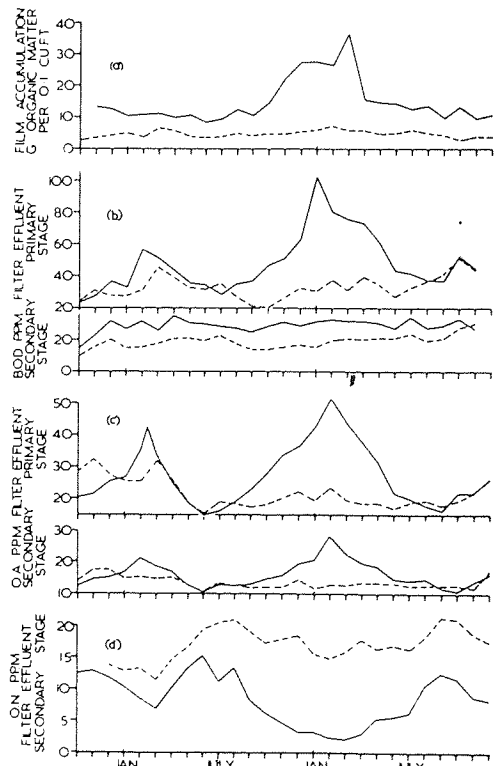 FILM ACCUMULATION
G ORGANIC MATTER
PER 0·1 CU.FT
40
30
20
10
0
(a)
BOD PPM FILTER EFFLUENT
SECONDARY PRIMARY
STAGE STAGE
100
80
60
40
20
(b)
20
0
O.A. PPM FILTER EFFLUENT
SECONDARY PRIMARY
STAGE STAGE
50
40
30
20
(c)
30
20
10
O.N PPM
FILTER EFFLUENT
SECONDARY STAGE
20
15
10
5
0
(d)
JAN JULY JAN JULY